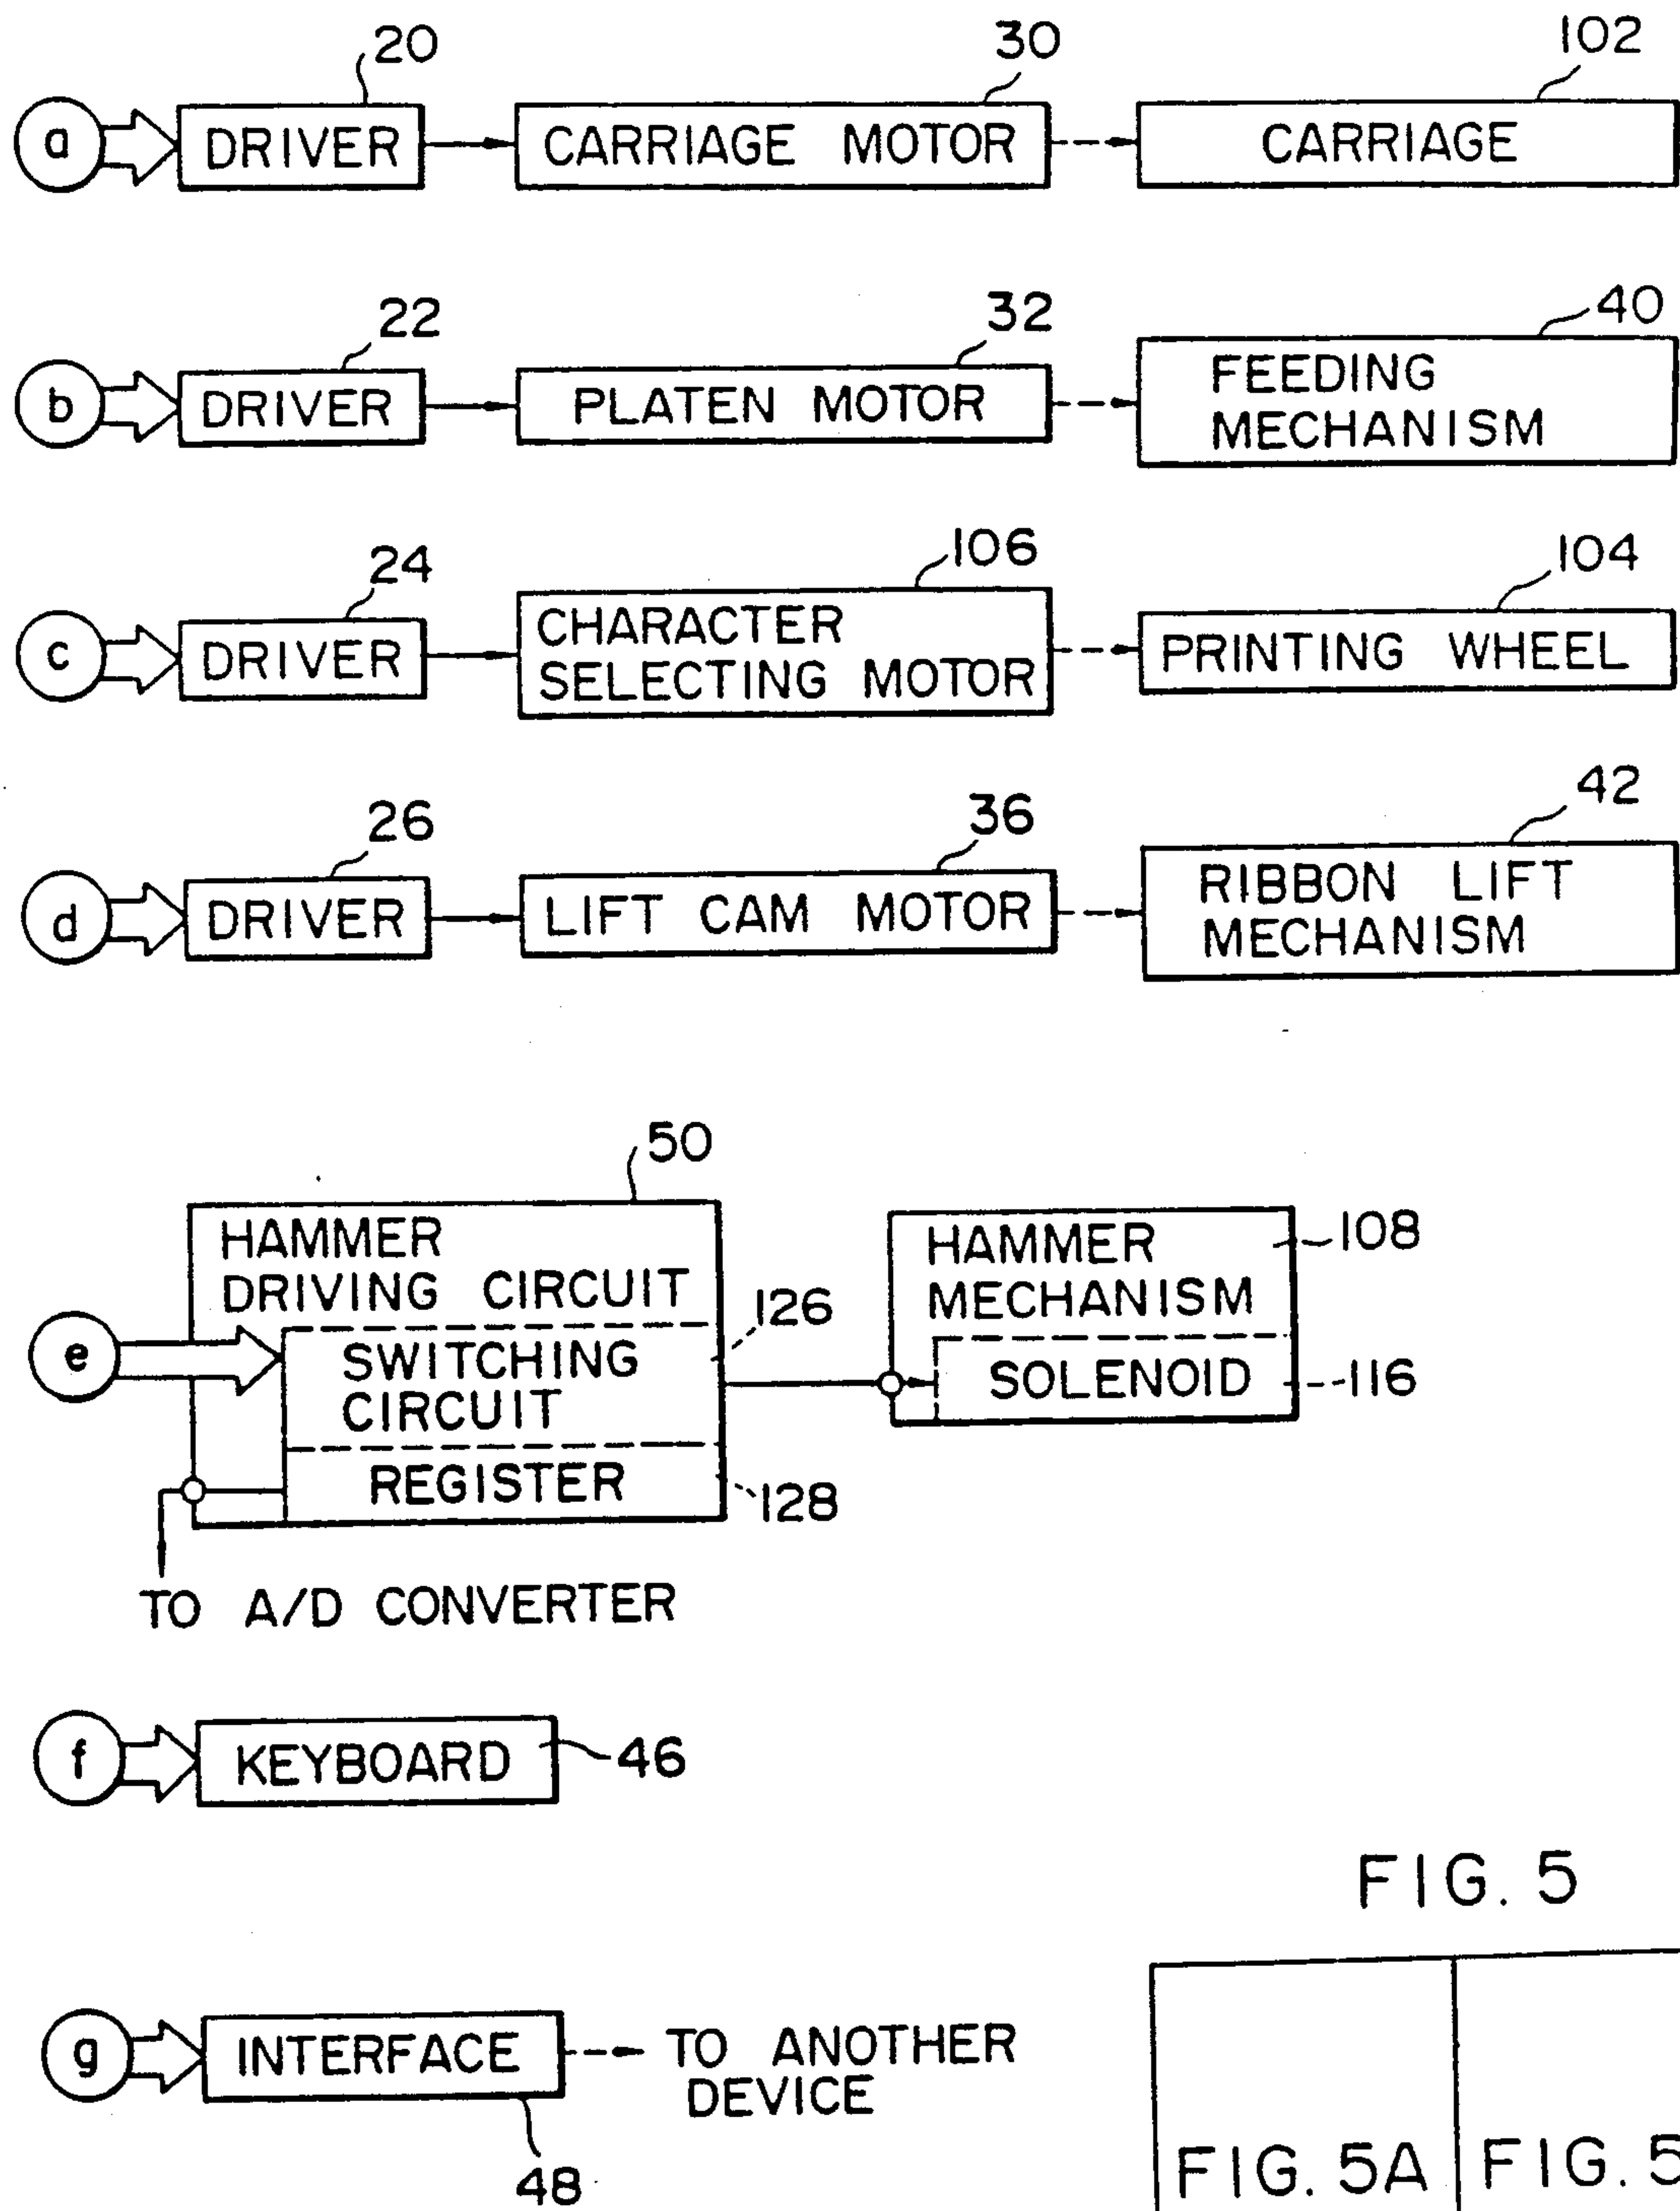 20
30
102
a
DRIVER
CARRIAGE MOTOR
CARRIAGE
22
32
40
b
DRIVER
PLATEN MOTOR
FEEDING
MECHANISM
24
106
104
c
DRIVER
CHARACTER
SELECTING MOTOR
PRINTING WHEEL
26
36
42
d
DRIVER
LIFT CAM MOTOR
RIBBON LIFT
MECHANISM
50
HAMMER
DRIVING CIRCUIT
HAMMER
MECHANISM
108
e
126
SWITCHING
CIRCUIT
SOLENOID
116
REGISTER
128
TO A/D CONVERTER
f
KEYBOARD
46
FIG. 5
g
INTERFACE
TO ANOTHER
DEVICE
48
FIG. 5A
FIG. 5